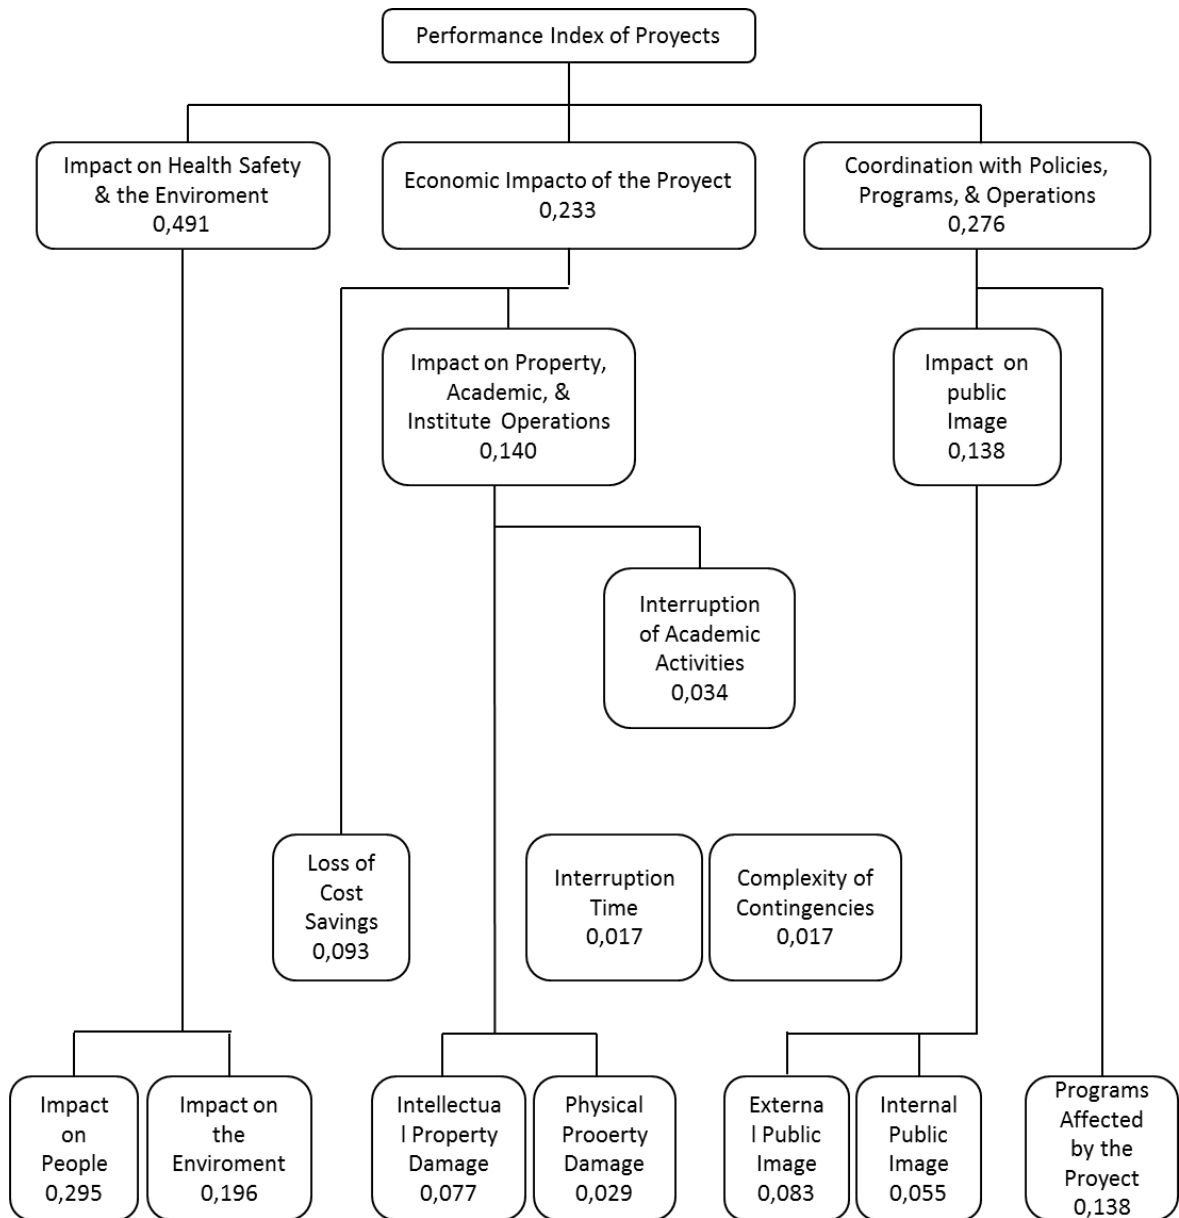 Performance Index of Proyects
Impact on Health Safety
& the Enviroment
0,491
Economic Impacto of the Proyect
0,233
Coordination with Policies,
Programs, & Operations
0,276
Impact on Property,
Academic, &
Institute Operations
0,140
Impact on
public
Image
0,138
Interruption
of Academic
Activities
0,034
Loss of
Cost
Savings
0,093
Interruption
Time
0,017
Complexity of
Contingencies
0,017
Impact
on
People
0,295
Impact on
the
Enviroment
0,196
Intellectua
l Property
Damage
0,077
Physical
Prooerty
Damage
0,029
Externa
l Public
Image
0,083
Internal
Public
Image
0,055
Programs
Affected
by the
Proyect
0,138